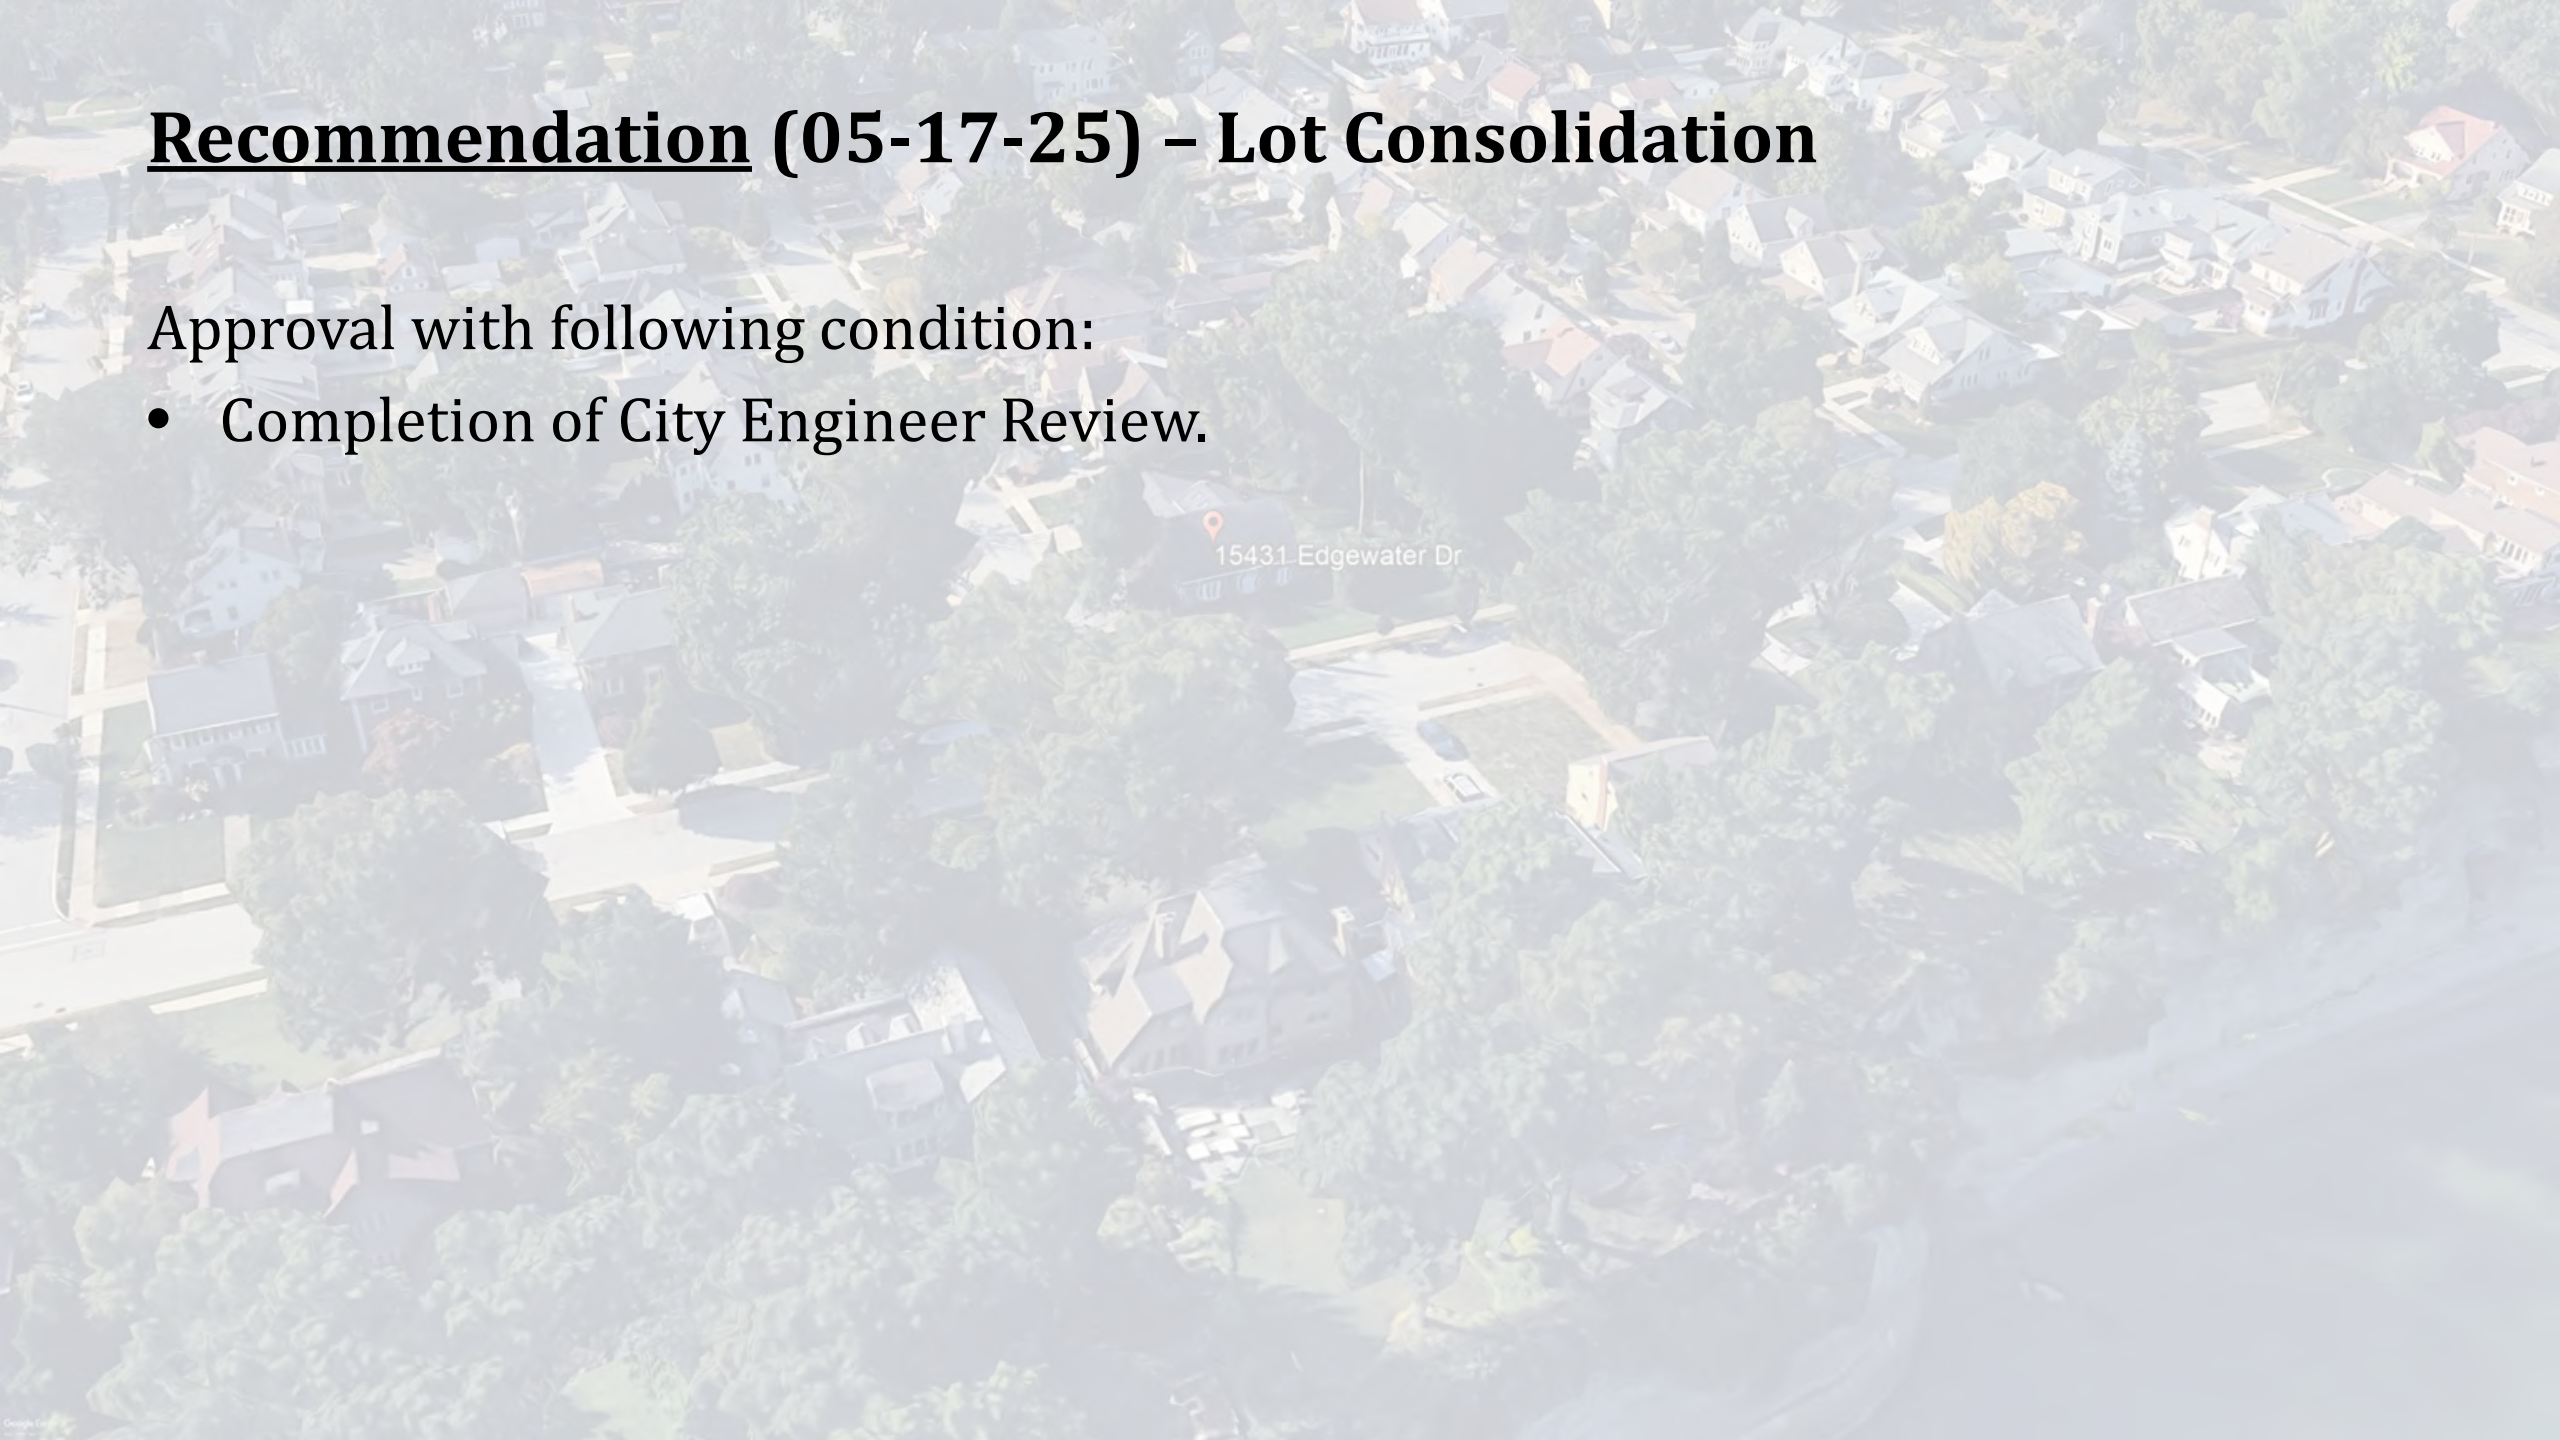 Recommendation (05-17-25) – Lot Consolidation
Approval with following condition:
• Completion of City Engineer Review.
15431 Edgewater Dr